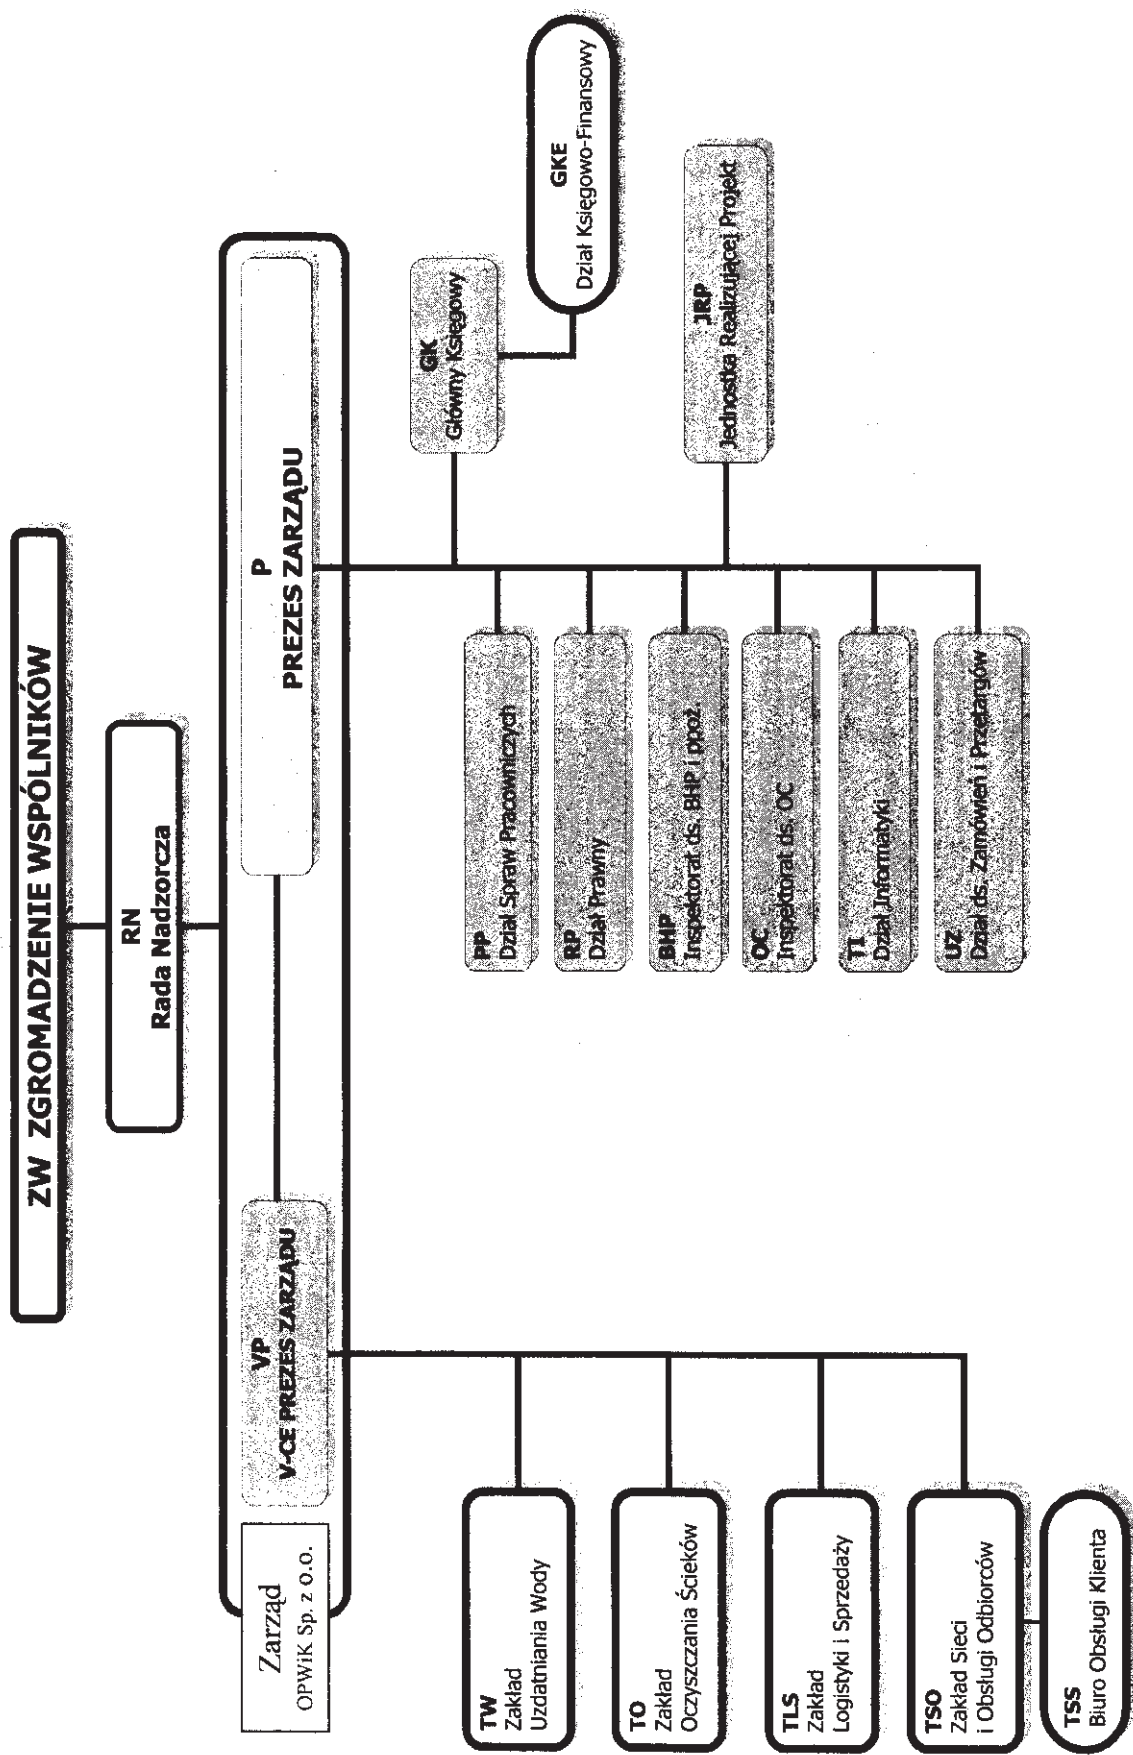 ZW ZGROMADZENIE WSPÓLNIKÓW
RN
Rada Nadzorcza
Zarząd
OPWiK Sp. z o.o.
VP
V-CE PREZES ZARZĄDU
P
PREZES ZARZĄDU
TW
Zakład
Uzdatniania Wody
TO
Zakład
Oczyszczania Ścieków
TLS
Zakład
Logistyki i Sprzedaży
TSO
Zakład Sieci
i Obsługi Odbiorców
TSS
Biuro Obsługi Klienta
PP
Dział Spraw Pracowniczych
RP
Dział Prawny
BHP
Inspektorat ds. BHP i ppoż.
OC
Inspektorat ds. OC
TI
Dział Informatyki
UZ
Dział ds. Zamówień i Przetargów
GK
Główny Księgowy
GKE
Dział Księgowo-Finansowy
JRP
Jednostka Realizującej Projekt